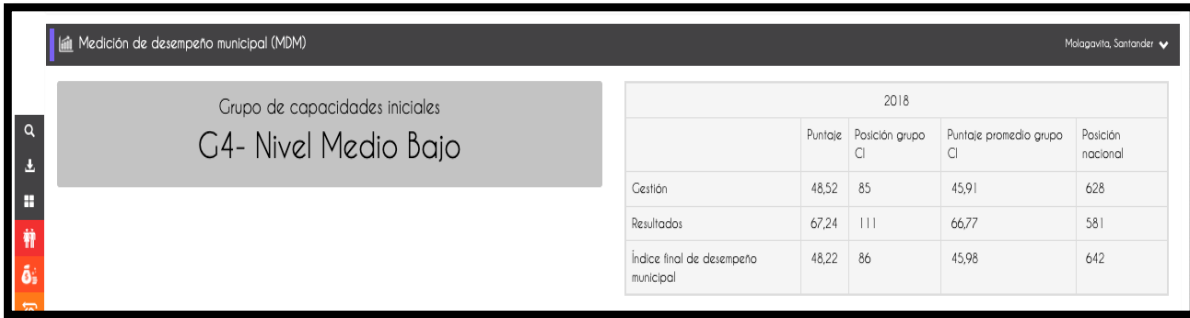 Medición de desempeño municipal (MDM)
Molagavita, Santander
Grupo de capacidades iniciales
G4- Nivel Medio Bajo
2018
Puntaje Posición grupo CI Puntaje promedio grupo CI Posición nacional
Gestión 48,52 85 45,91 628
Resultados 67,24 111 66,77 581
Índice final de desempeño municipal 48,22 86 45,98 642